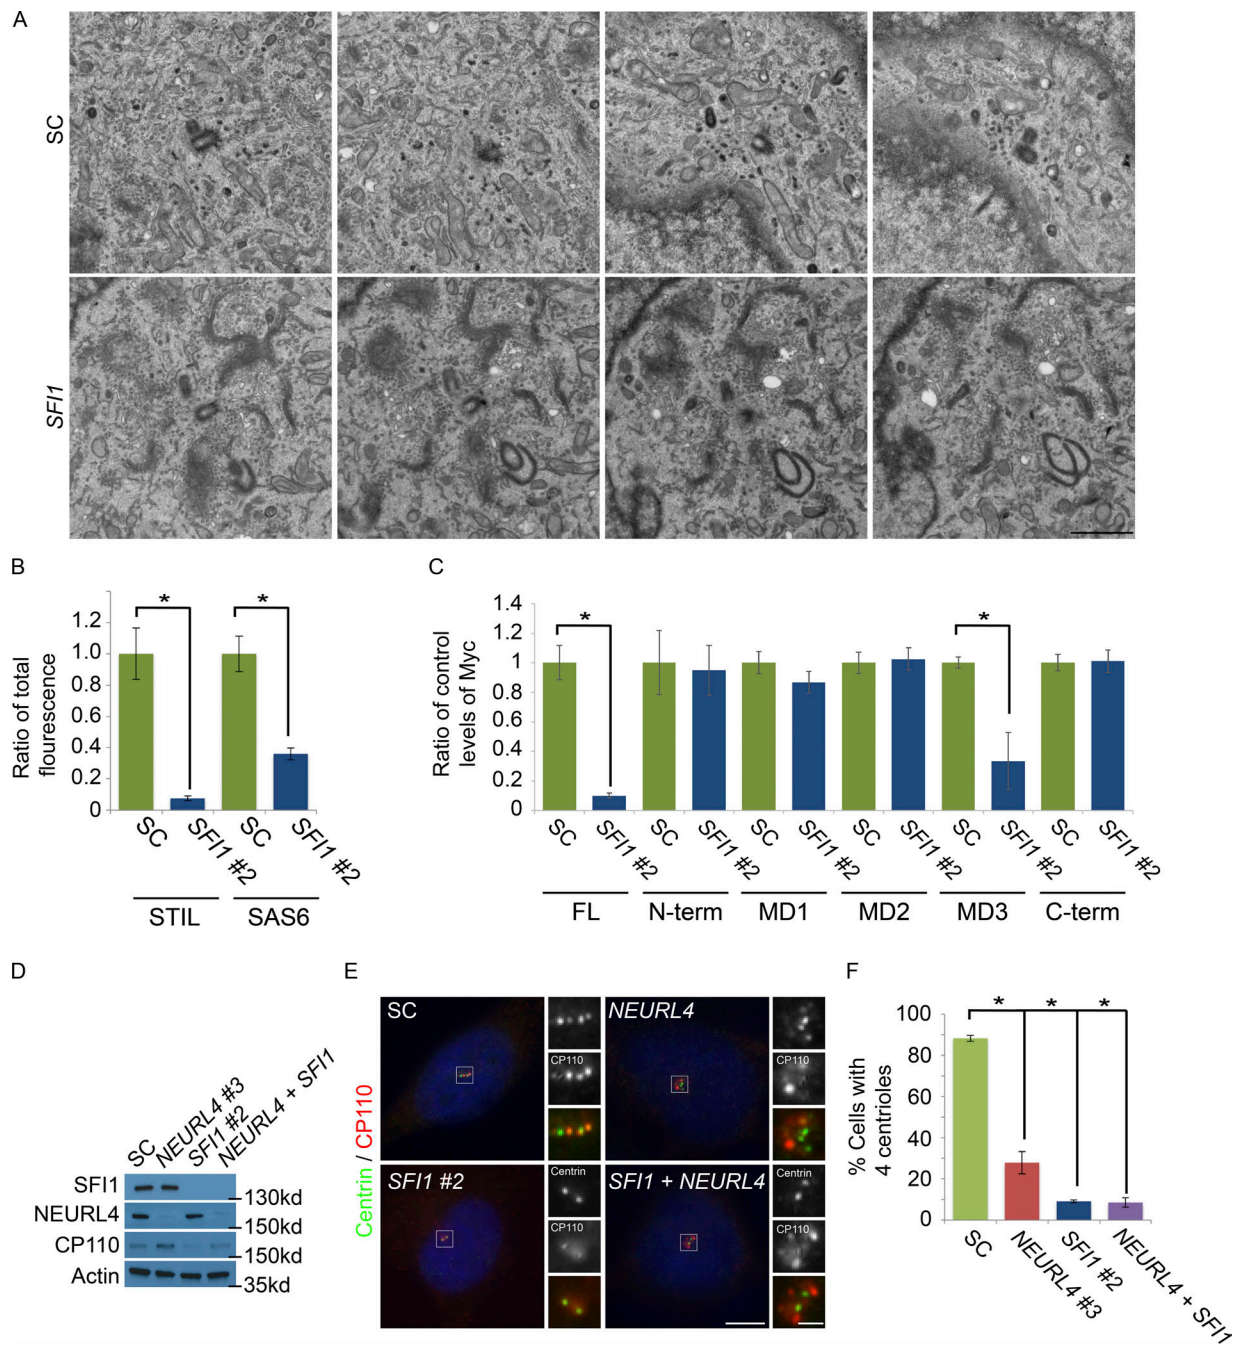 A
SC
SFI1
B
Ratio of total
flourescence
1.2
1.0
0.8
0.6
0.4
0.2
0
*
*
SC
SFI1 #2
SC
SFI1 #2
STIL
SAS6
C
Ratio of control
levels of Myc
1.4
1.2
1
0.8
0.6
0.4
0.2
0
*
*
SC
SFI1 #2
SC
SFI1 #2
SC
SFI1 #2
SC
SFI1 #2
SC
SFI1 #2
SC
SFI1 #2
FL
N-term
MD1
MD2
MD3
C-term
D
SC
NEURL4 #3
SFI1 #2
NEURL4 + SFI1
SFI1
130kd
NEURL4
150kd
CP110
150kd
Actin
35kd
E
Centrin / CP110
SC
CP110
NEURL4
CP110
SFI1 #2
Centrin
CP110
SFI1 + NEURL4
Centrin
CP110
F
% Cells with
4 centrioles
100
80
60
40
20
0
*
*
*
SC
NEURL4 #3
SFI1 #2
NEURL4 + SFI1